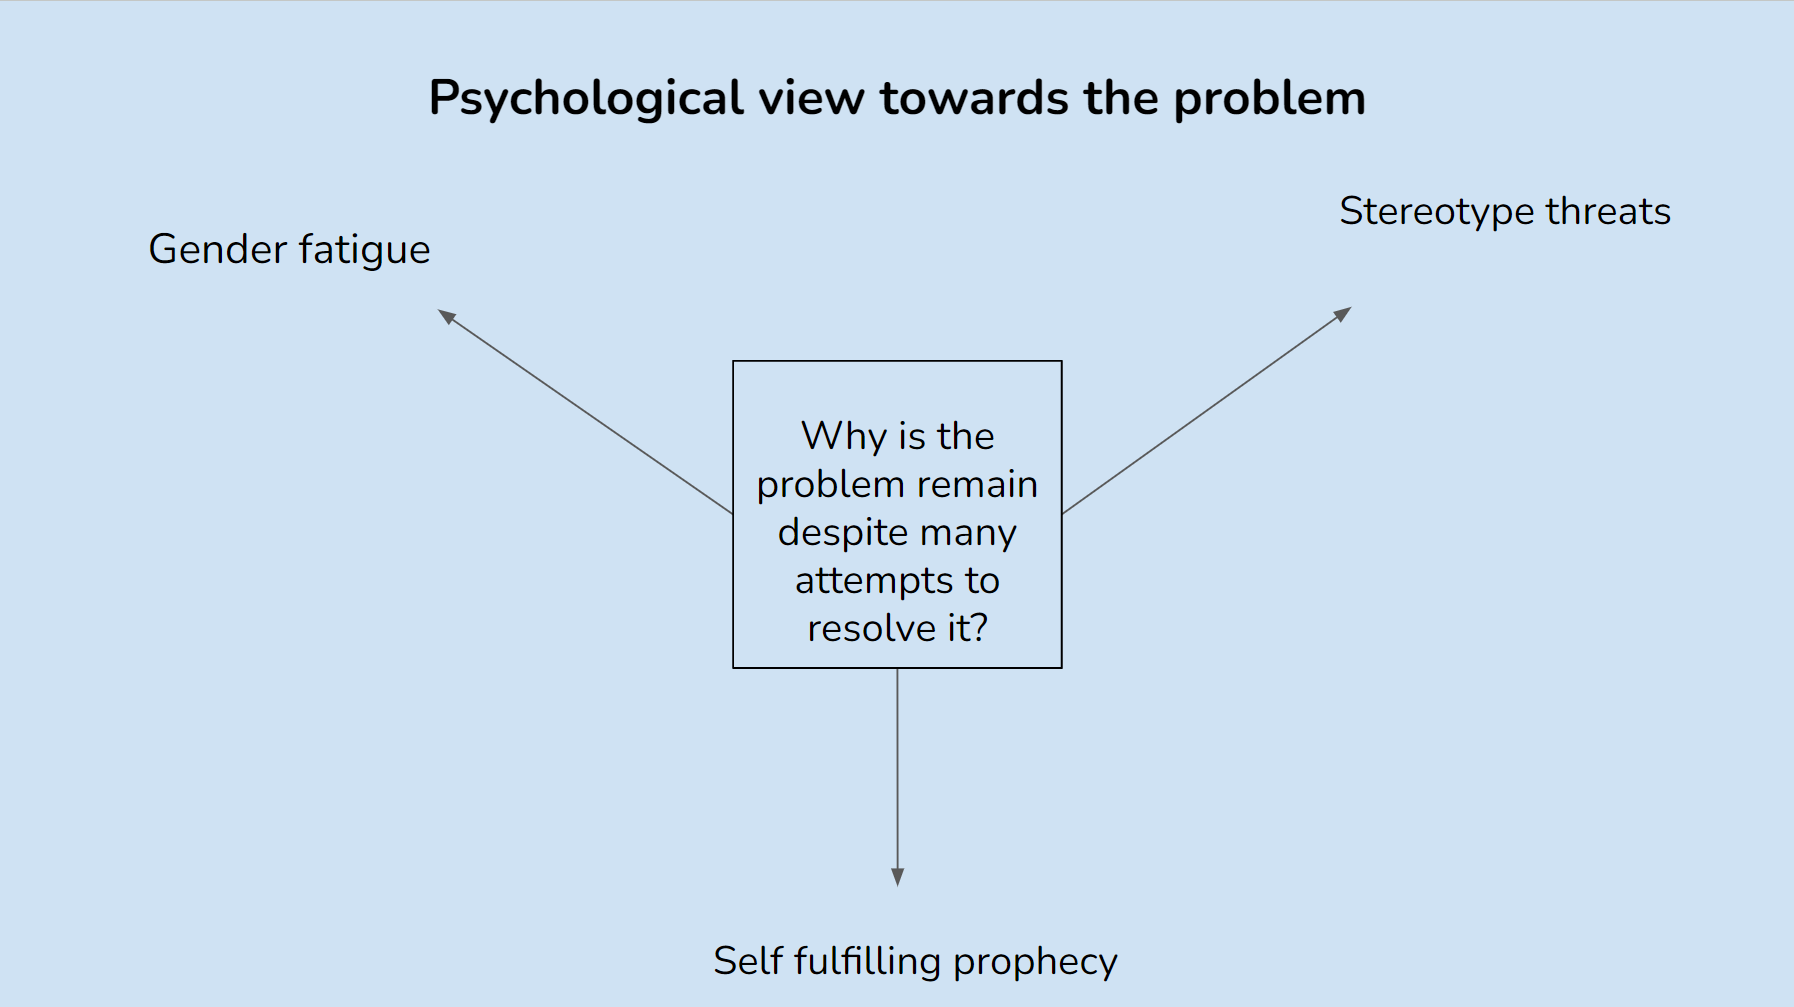 Psychological view towards the problem
Stereotype threats
Gender fatigue
Why is the
problem remain
despite many
attempts to
resolve it?
Self fulfilling prophecy